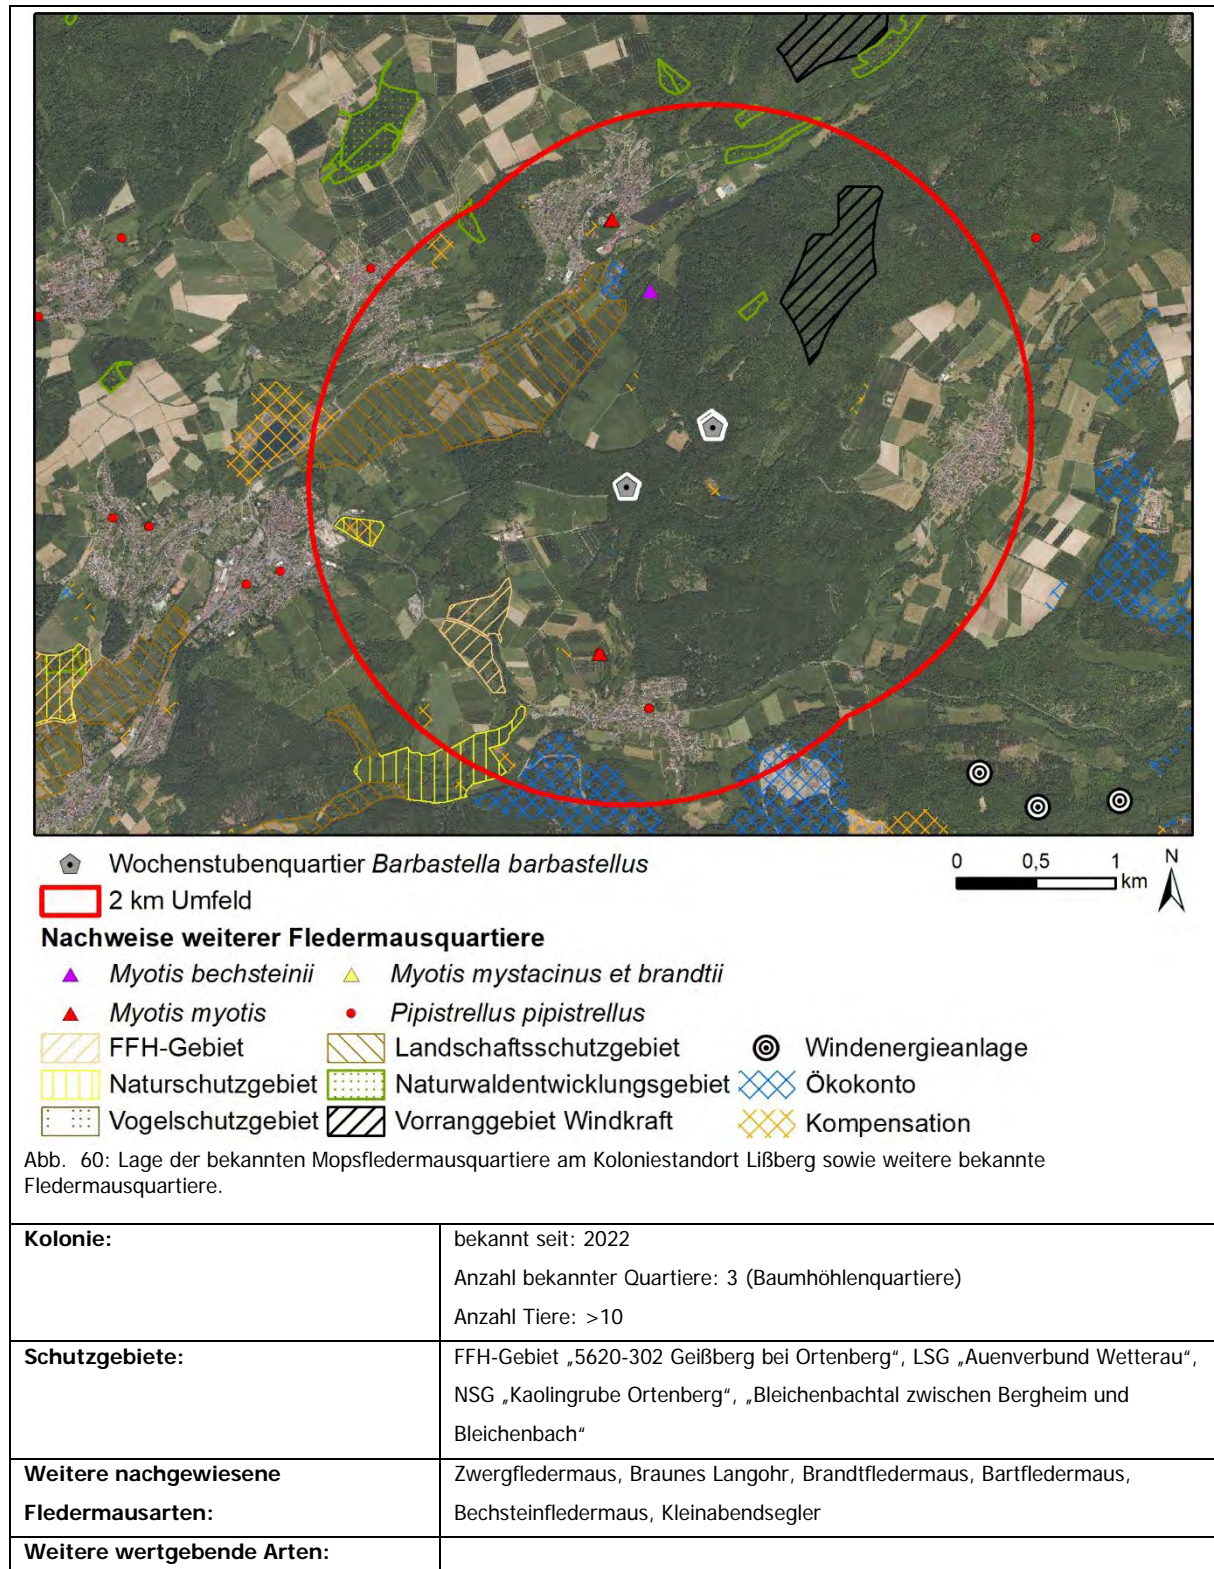 Wochenstubenquartier Barbastella barbastellus
0 0,5 1 km
N
2 km Umfeld
Nachweise weiterer Fledermausquartiere
Myotis bechsteinii Myotis mystacinus et brandtii
Myotis myotis Pipistrellus pipistrellus
FFH-Gebiet Landschaftsschutzgebiet Windenergieanlage
Naturschutzgebiet Naturwaldentwicklungsgebiet Ökokonto
Vogelschutzgebiet Vorranggebiet Windkraft Kompensation
Abb. 60: Lage der bekannten Mopsfledermausquartiere am Koloniestandort Lißberg sowie weitere bekannte
Fledermausquartiere.
Kolonie: bekannt seit: 2022
Anzahl bekannter Quartiere: 3 (Baumhöhlenquartiere)
Anzahl Tiere: >10
Schutzgebiete: FFH-Gebiet „5620-302 Geißberg bei Ortenberg“, LSG „Auenverbund Wetterau“,
NSG „Kaolingrube Ortenberg“, „Bleichenbachtal zwischen Bergheim und
Bleichenbach“
Weitere nachgewiesene Zwergfledermaus, Braunes Langohr, Brandtfledermaus, Bartfledermaus,
Fledermausarten: Bechsteinfledermaus, Kleinabendsegler
Weitere wertgebende Arten: